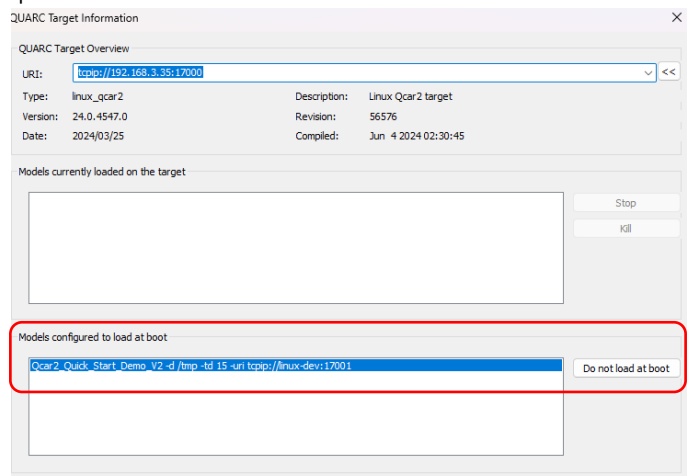 QUARC Target Information
QUARC Target Overview
URI: tcpip://192.168.3.35:17000 <<
Type: linux_qcar2 Description: Linux Qcar2 target
Version: 24.0.4547.0 Revision: 56576
Date: 2024/03/25 Compiled: Jun 4 2024 02:30:45
Models currently loaded on the target
Stop
Kill
Models configured to load at boot
Qcar2_Quick_Start_Demo_V2 -d /tmp -td 15 -uri tcpip://linux-dev:17001
Do not load at boot